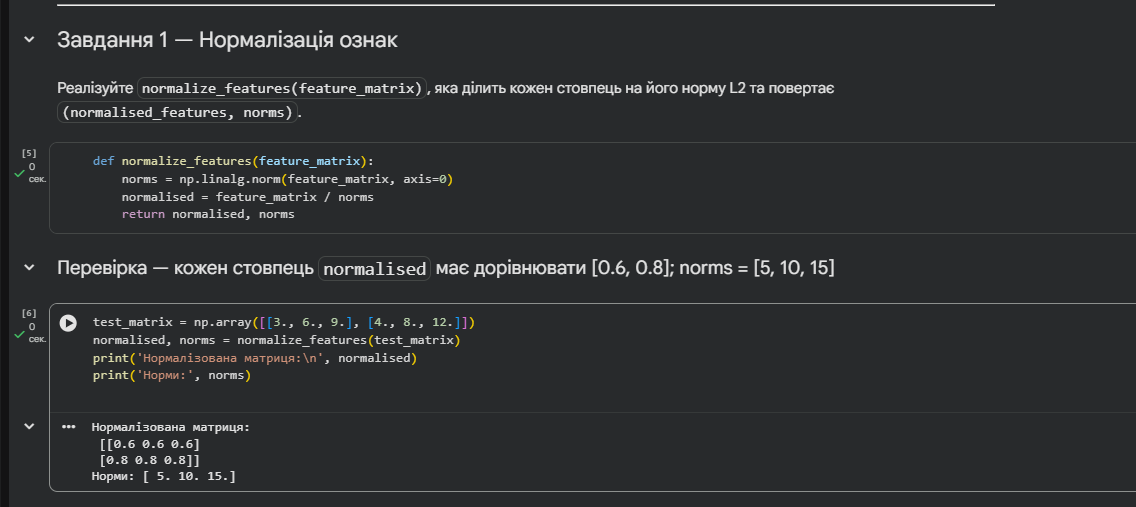 Завдання 1 — Нормалізація ознак
Реалізуйте normalize_features(feature_matrix), яка ділить кожен стовпець на його норму L2 та повертає
(normalised_features, norms).
[5]
0
сек.
def normalize_features(feature_matrix):
    norms = np.linalg.norm(feature_matrix, axis=0)
    normalised = feature_matrix / norms
    return normalised, norms
Перевірка — кожен стовпець normalised має дорівнювати [0.6, 0.8]; norms = [5, 10, 15]
[6]
0
сек.
test_matrix = np.array([[3., 6., 9.], [4., 8., 12.]])
normalised, norms = normalize_features(test_matrix)
print('Нормалізована матриця:\n', normalised)
print('Норми:', norms)
Нормалізована матриця:
 [[0.6 0.6 0.6]
 [0.8 0.8 0.8]]
Норми: [ 5. 10. 15.]